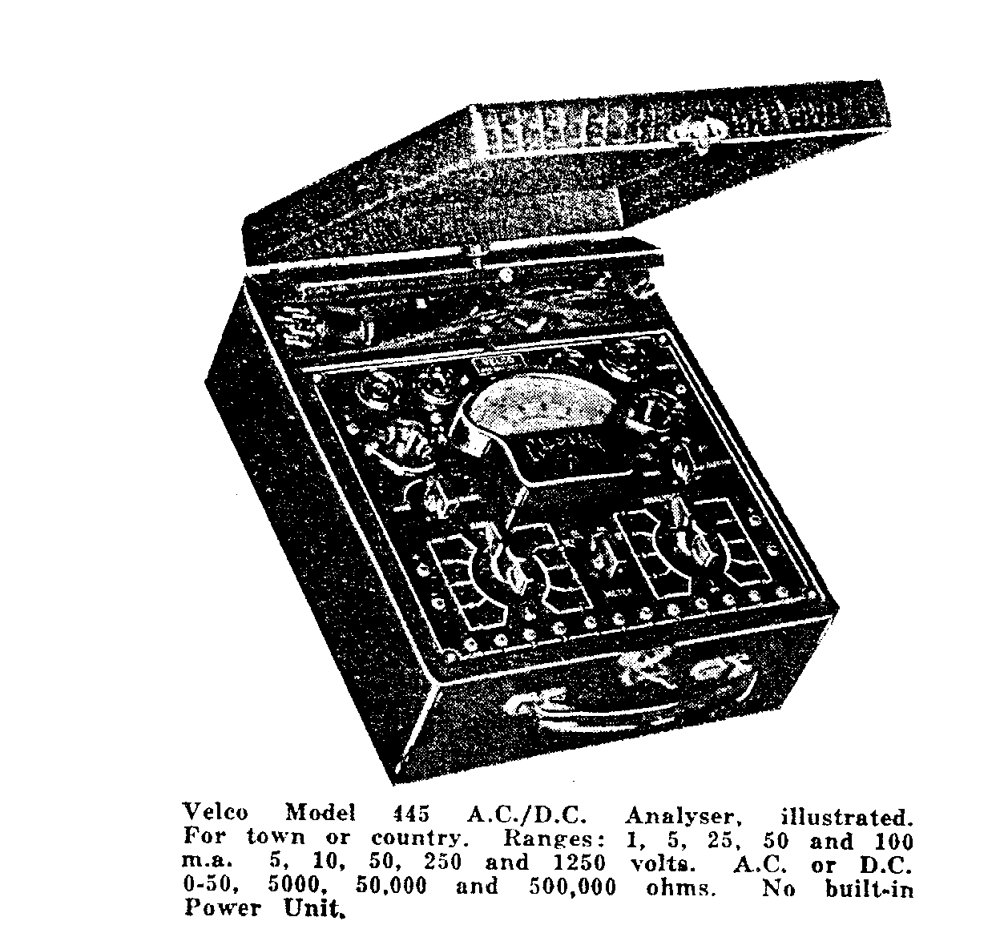 Velco Model 445 A.C./D.C. Analyser, illustrated.
For town or country. Ranges: 1, 5, 25, 50 and 100
m.a. 5, 10, 50, 250 and 1250 volts. A.C. or D.C.
0-50, 5000, 50,000 and 500,000 ohms. No built-in
Power Unit.